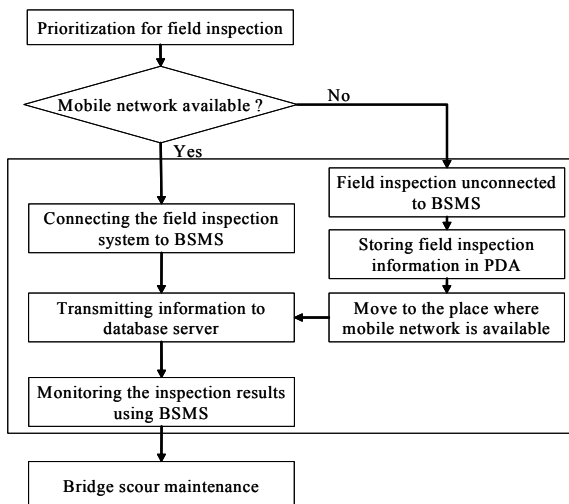 Prioritization for field inspection
Mobile network available ?
No
Yes
Field inspection unconnected
to BSMS
Connecting the field inspection
system to BSMS
Storing field inspection
information in PDA
Transmitting information to
database server
Move to the place where
mobile network is available
Monitoring the inspection results
using BSMS
Bridge scour maintenance